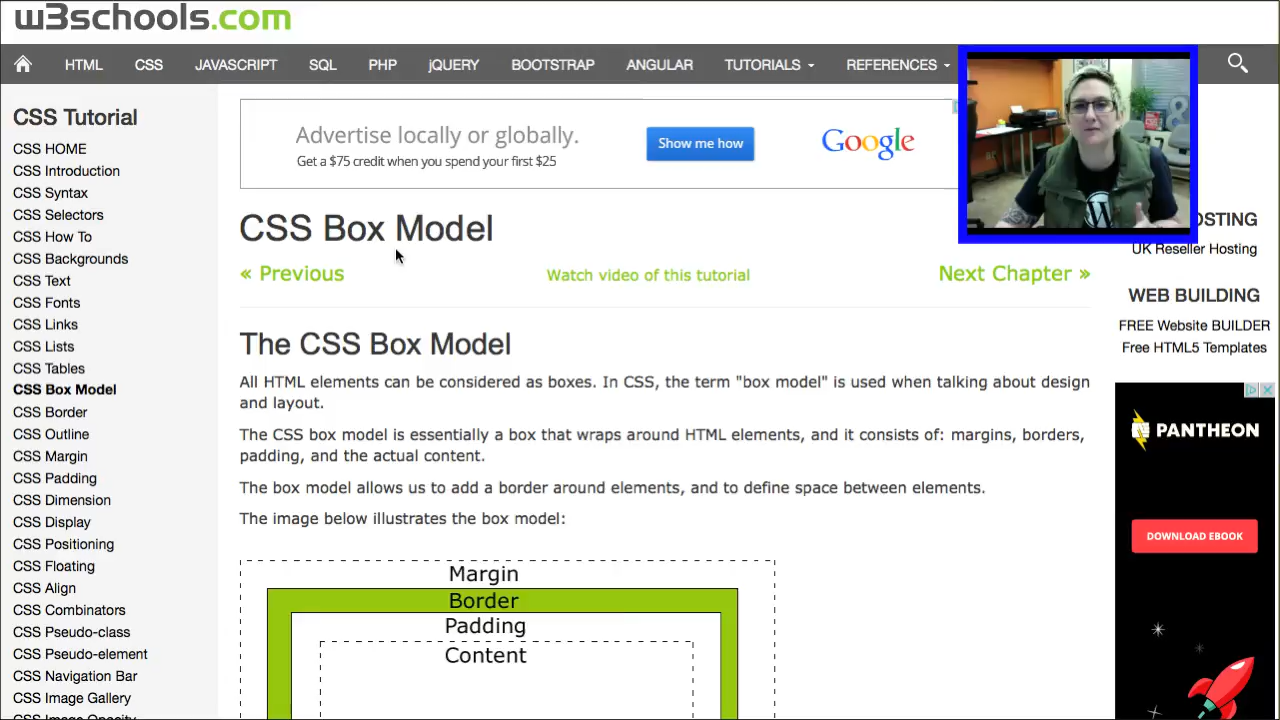 w3schools.com
HTML
CSS
JAVASCRIPT
SQL
PHP
jQUERY
BOOTSTRAP
ANGULAR
TUTORIALS
REFERENCES
CSS Tutorial
CSS HOME
CSS Introduction
CSS Syntax
CSS Selectors
CSS How To
CSS Backgrounds
CSS Text
CSS Fonts
CSS Links
CSS Lists
CSS Tables
CSS Box Model
CSS Border
CSS Outline
CSS Margin
CSS Padding
CSS Dimension
CSS Display
CSS Positioning
CSS Floating
CSS Align
CSS Combinators
CSS Pseudo-class
CSS Pseudo-element
CSS Navigation Bar
CSS Image Gallery
CSS Image Opacity
Advertise locally or globally.
Get a $75 credit when you spend your first $25
Show me how
Google
CSS Box Model
« Previous
Watch video of this tutorial
Next Chapter »
The CSS Box Model
All HTML elements can be considered as boxes. In CSS, the term "box model" is used when talking about design
and layout.
The CSS box model is essentially a box that wraps around HTML elements, and it consists of: margins, borders,
padding, and the actual content.
The box model allows us to add a border around elements, and to define space between elements.
The image below illustrates the box model:
Margin
Border
Padding
Content
OSTING
UK Reseller Hosting
WEB BUILDING
FREE Website BUILDER
Free HTML5 Templates
PANTHEON
DOWNLOAD EBOOK